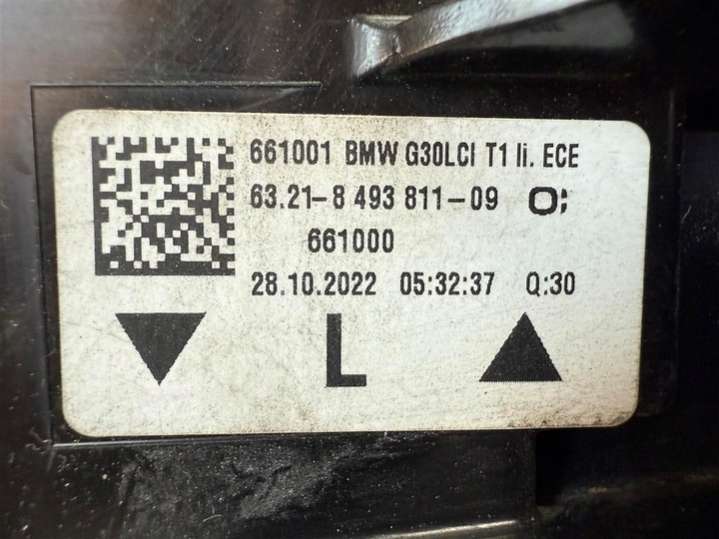 661001 BMW G30LCI T1 li. ECE
63.21-8 493 811-09 O;
661000
28.10.2022 05:32:37 Q:30
L